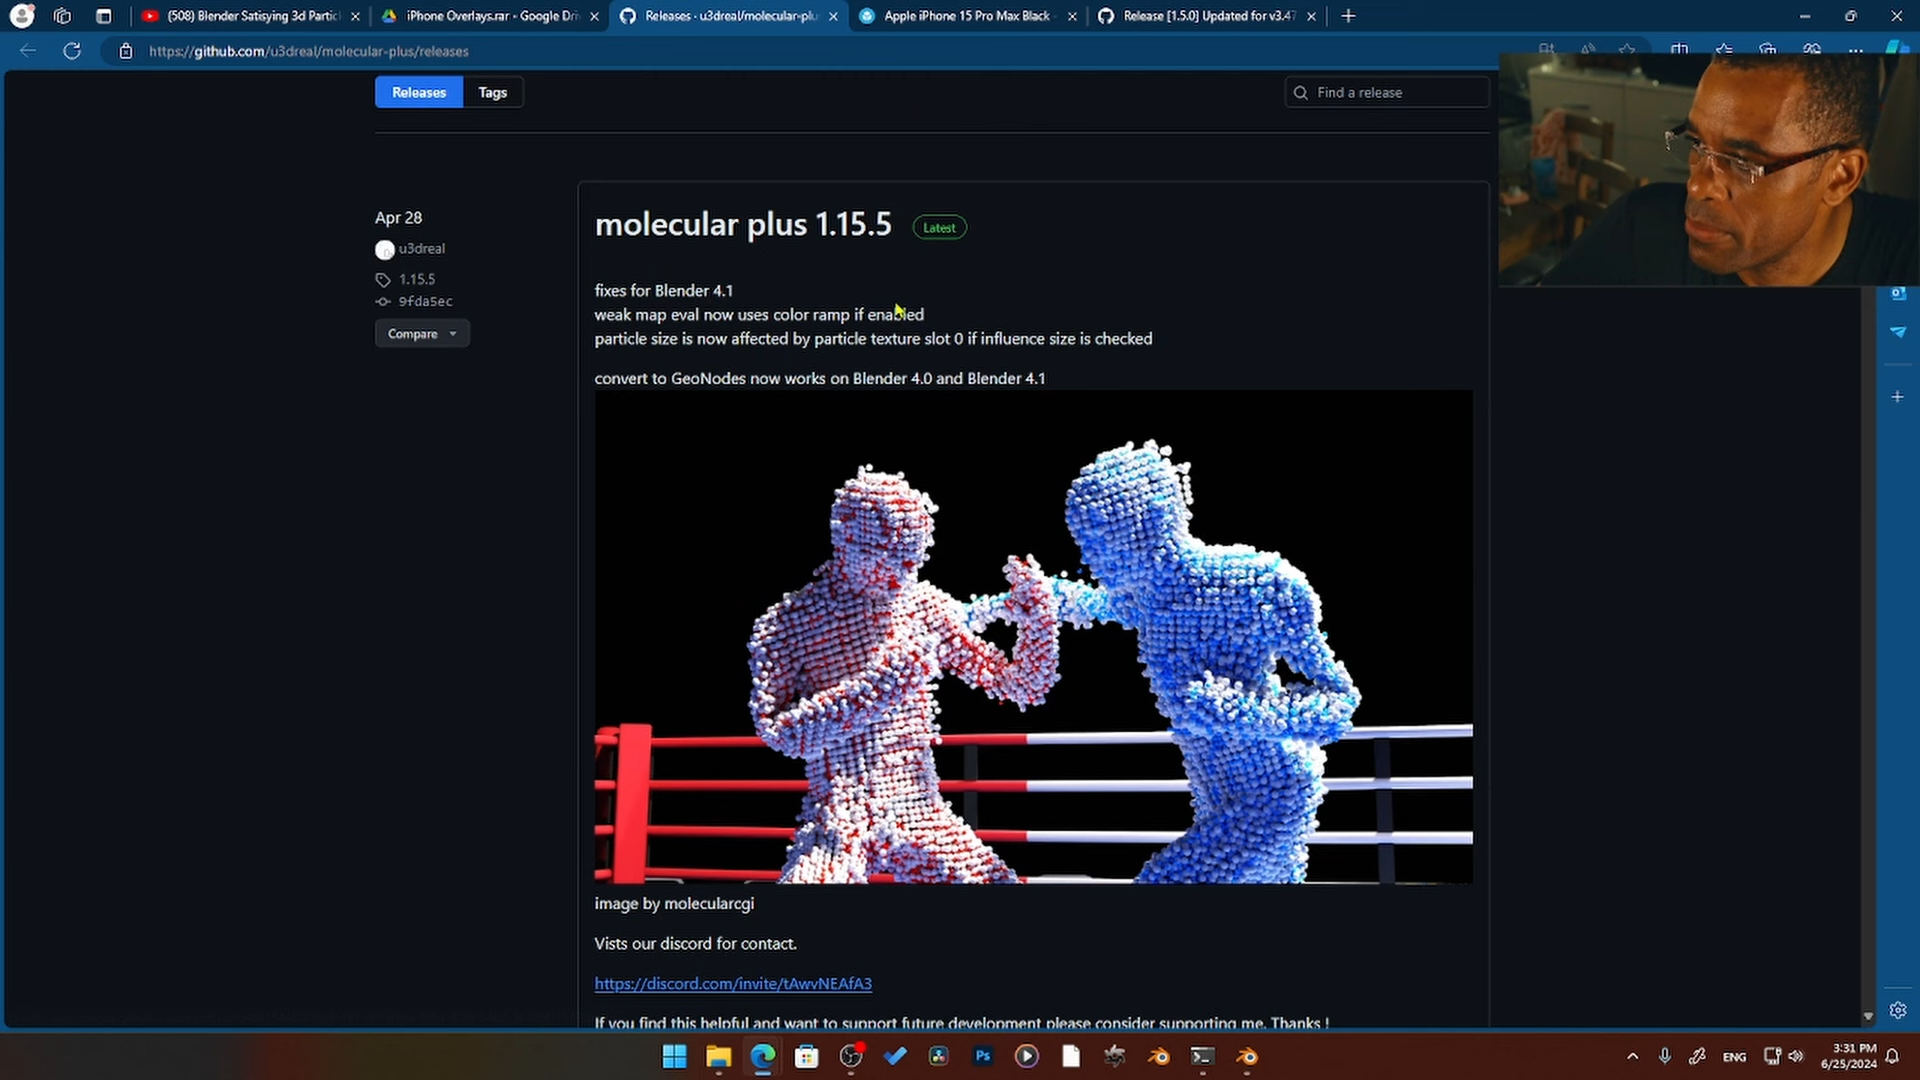 (508) Blender Satisying 3d Partic
iPhone Overlays.rar - Google Dri
Releases · u3dreal/molecular-plu
Apple iPhone 15 Pro Max Black -
Release [1.5.0] Updated for v3.4?
https://github.com/u3dreal/molecular-plus/releases
Releases
Tags
Find a release
Apr 28
u3dreal
1.15.5
9fda5ec
Compare
molecular plus 1.15.5
Latest
fixes for Blender 4.1
weak map eval now uses color ramp if enabled
particle size is now affected by particle texture slot 0 if influence size is checked
convert to GeoNodes now works on Blender 4.0 and Blender 4.1
image by molecularcgi
Vists our discord for contact.
https://discord.com/invite/tAwvNEAfA3
If you find this helpful and want to support future development please consider supporting me. Thanks !
Ps
ENG
3:31 PM
6/25/2024